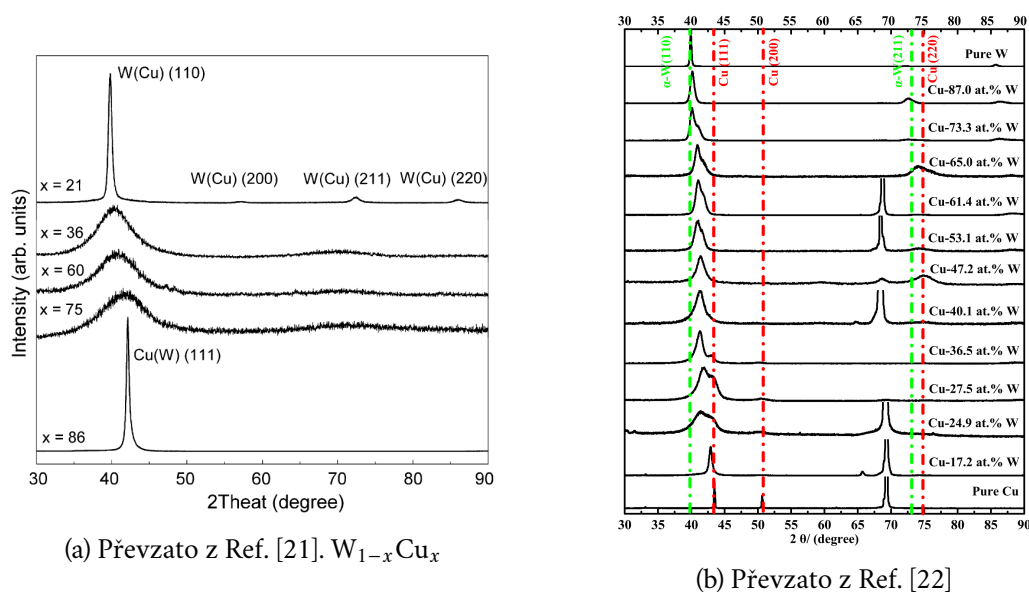 W(Cu) (110)
W(Cu) (200)
W(Cu) (211)
W(Cu) (220)
x = 21
x = 36
x = 60
x = 75
Cu(W) (111)
x = 86
Intensity (arb. units)
30 40 50 60 70 80 90
2Theat (degree)
(a) Převzato z Ref. [21]. W₁₋ₓCuₓ
30 35 40 45 50 55 60 65 70 75 80 85 90
α-W(110)
Cu (111)
Cu (200)
α-W(211)
Cu (220)
Pure W
Cu-87.0 at.% W
Cu-73.3 at.% W
Cu-65.0 at.% W
Cu-61.4 at.% W
Cu-53.1 at.% W
Cu-47.2 at.% W
Cu-40.1 at.% W
Cu-36.5 at.% W
Cu-27.5 at.% W
Cu-24.9 at.% W
Cu-17.2 at.% W
Pure Cu
30 35 40 45 50 55 60 65 70 75 80 85 90
2 θ/ (degree)
(b) Převzato z Ref. [22]